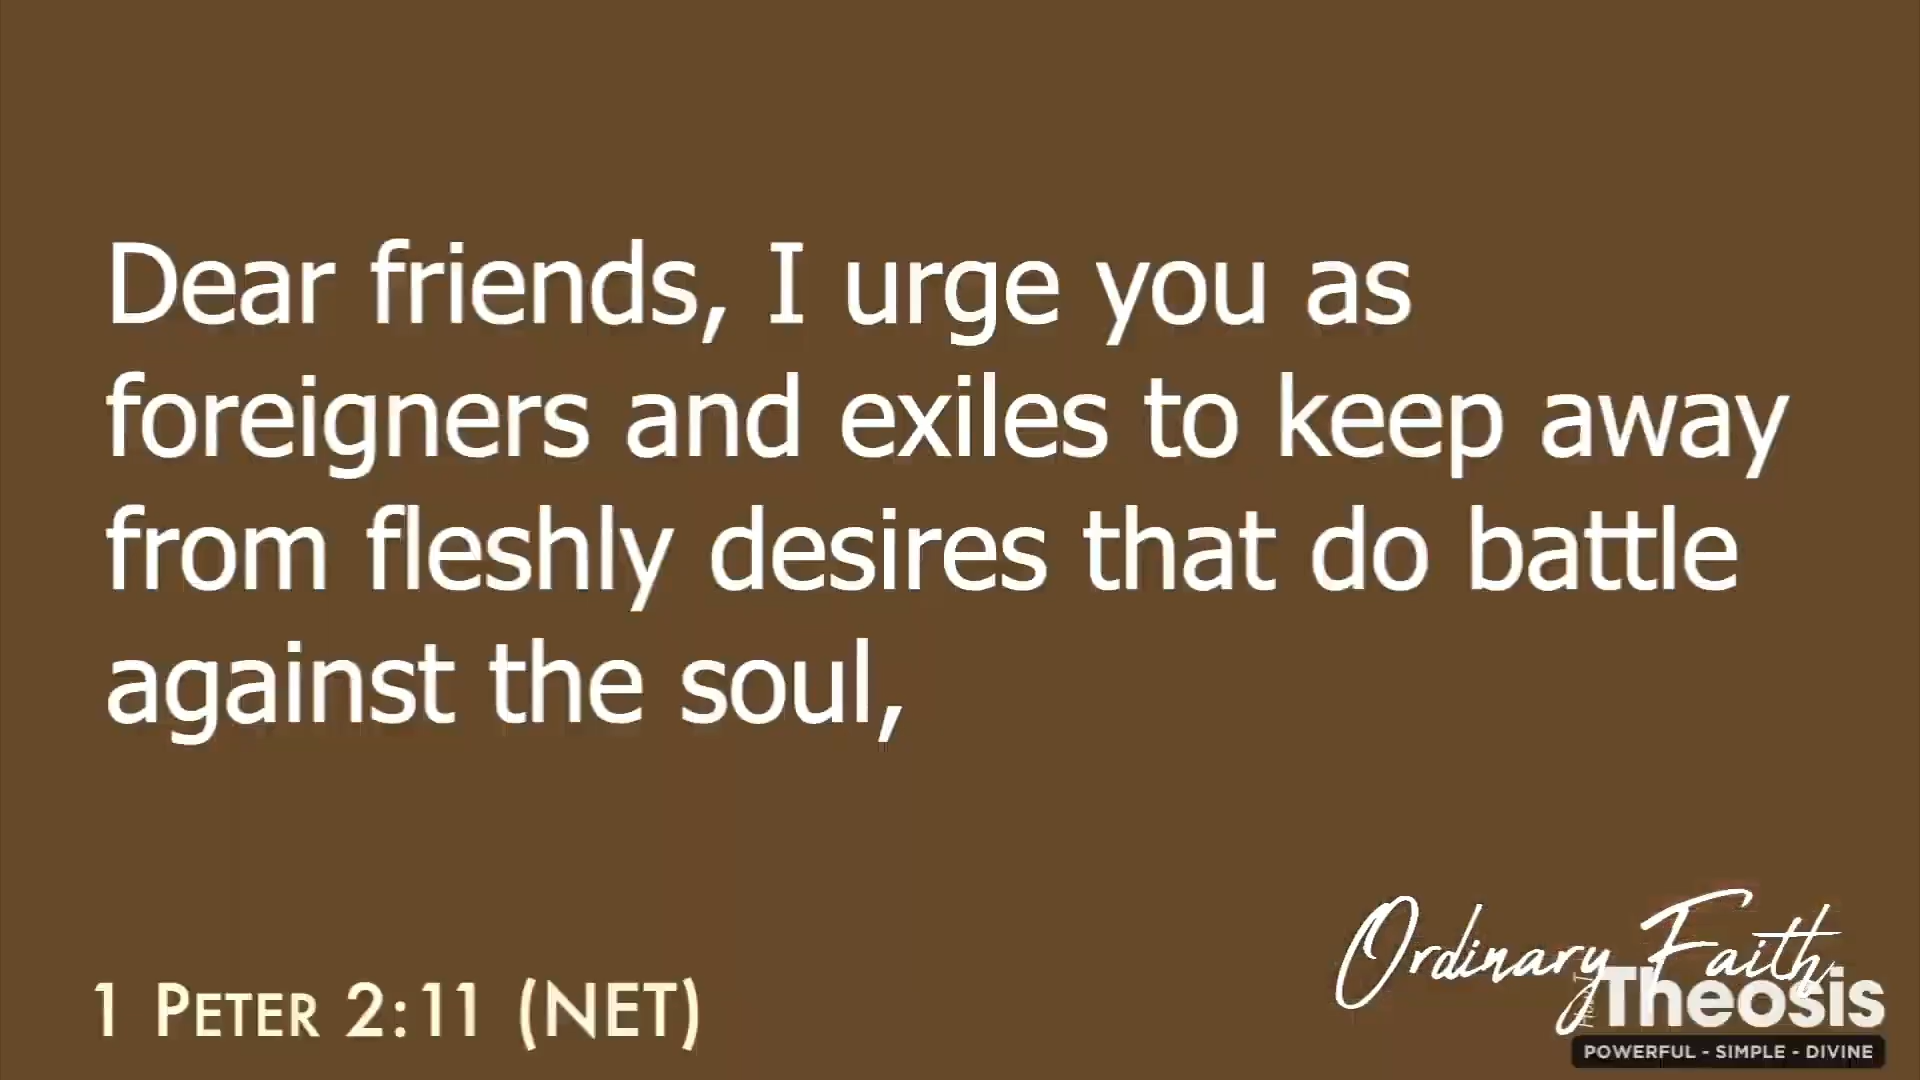 Dear friends, I urge you as
foreigners and exiles to keep away
from fleshly desires that do battle
against the soul,
1 PETER 2:11 (NET)
Ordinary Faith
Theosis
POWERFUL - SIMPLE - DIVINE